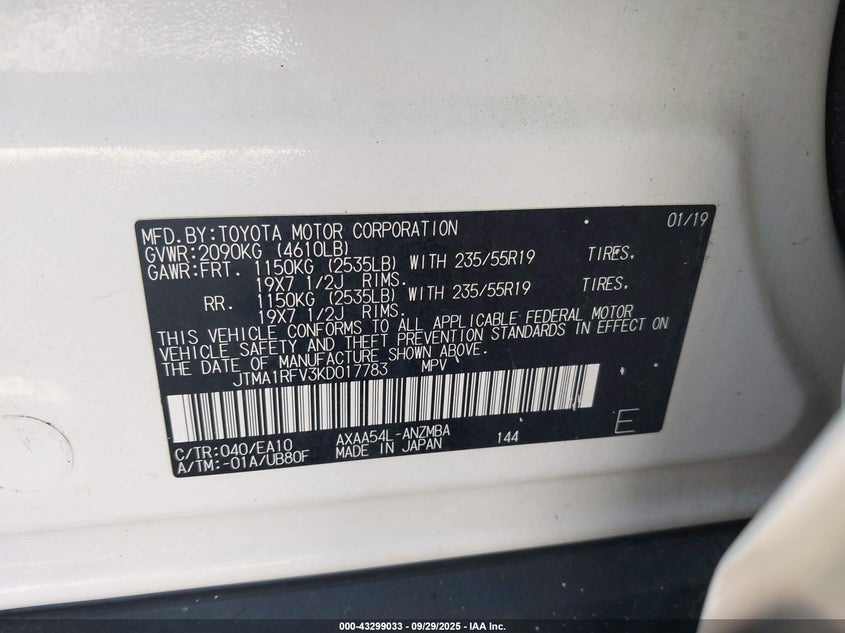 MFD.BY:TOYOTA MOTOR CORPORATION 01/19
GVWR:2090KG (4610LB)
GAWR:FRT. 1150KG (2535LB) WITH 235/55R19 TIRES.
19X7 1/2J RIMS.
RR. 1150KG (2535LB) WITH 235/55R19 TIRES.
19X7 1/2J RIMS.
THIS VEHICLE CONFORMS TO ALL APPLICABLE FEDERAL MOTOR
VEHICLE SAFETY AND THEFT PREVENTION STANDARDS IN EFFECT ON
THE DATE OF MANUFACTURE SHOWN ABOVE.
JTMA1RFV3KD017783 MPV
C/TR:040/EA10 AXAA54L-ANZMBA 144 E
A/TM:-01A/UB80F MADE IN JAPAN
000-43299033 - 09/29/2025 - IAA Inc.